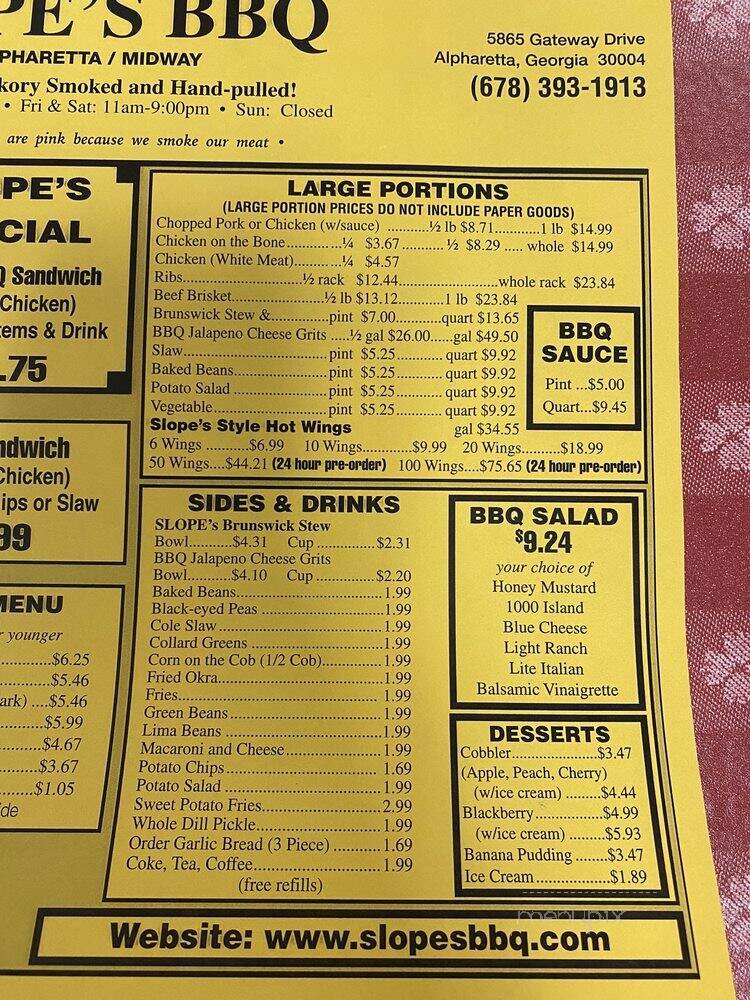 PE'S BBQ
PHARETTA / MIDWAY
kory Smoked and Hand-pulled!
• Fri & Sat: 11am-9:00pm • Sun: Closed
are pink because we smoke our meat •
5865 Gateway Drive
Alpharetta, Georgia 30004
(678) 393-1913
OPE'S
CIAL
Q Sandwich
Chicken)
tems & Drink
.75
ndwich
Chicken)
ips or Slaw
99
MENU
r younger
...$6.25
....$5.46
ark) ....$5.46
...$5.99
...$4.67
...$3.67
...$1.05
ide
LARGE PORTIONS
(LARGE PORTION PRICES DO NOT INCLUDE PAPER GOODS)
Chopped Pork or Chicken (w/sauce) ..........½ lb $8.71...........1 lb $14.99
Chicken on the Bone.............¼ $3.67...........½ $8.29 ..... whole $14.99
Chicken (White Meat)...........¼ $4.57
Ribs............................½ rack $12.44.........................whole rack $23.84
Beef Brisket......................½ lb $13.12...........1 lb $23.84
Brunswick Stew &..............pint $7.00...........quart $13.65
BBQ Jalapeno Cheese Grits .....½ gal $26.00......gal $49.50
Slaw...................................pint $5.25............quart $9.92
Baked Beans.......................pint $5.25............quart $9.92
Potato Salad .......................pint $5.25............quart $9.92
Vegetable...........................pint $5.25............quart $9.92
gal $34.55
Slope's Style Hot Wings
6 Wings ...........$6.99 10 Wings.............$9.99 20 Wings..........$18.99
50 Wings....$44.21 (24 hour pre-order) 100 Wings....$75.65 (24 hour pre-order)
BBQ
SAUCE
Pint ...$5.00
Quart...$9.45
SIDES & DRINKS
SLOPE's Brunswick Stew
Bowl..........$4.31 Cup ..............$2.31
BBQ Jalapeno Cheese Grits
Bowl..........$4.10 Cup ...............$2.20
Baked Beans...................................1.99
Black-eyed Peas .............................1.99
Cole Slaw.......................................1.99
Collard Greens ...............................1.99
Corn on the Cob (1/2 Cob)..............1.99
Fried Okra.......................................1.99
Fries................................................1.99
Green Beans....................................1.99
Lima Beans ....................................1.99
Macaroni and Cheese......................1.99
Potato Chips................................... 1.69
Potato Salad ...................................1.99
Sweet Potato Fries...........................2.99
Whole Dill Pickle............................1.99
Order Garlic Bread (3 Piece)...........1.69
Coke, Tea, Coffee............................1.99
(free refills)
BBQ SALAD
$9.24
your choice of
Honey Mustard
1000 Island
Blue Cheese
Light Ranch
Lite Italian
Balsamic Vinaigrette
DESSERTS
Cobbler....................$3.47
(Apple, Peach, Cherry)
(w/ice cream) ........$4.44
Blackberry..............$4.99
(w/ice cream) ........$5.93
Banana Pudding .......$3.47
Ice Cream.................$1.89
menupix
Website: www.slopesbbq.com